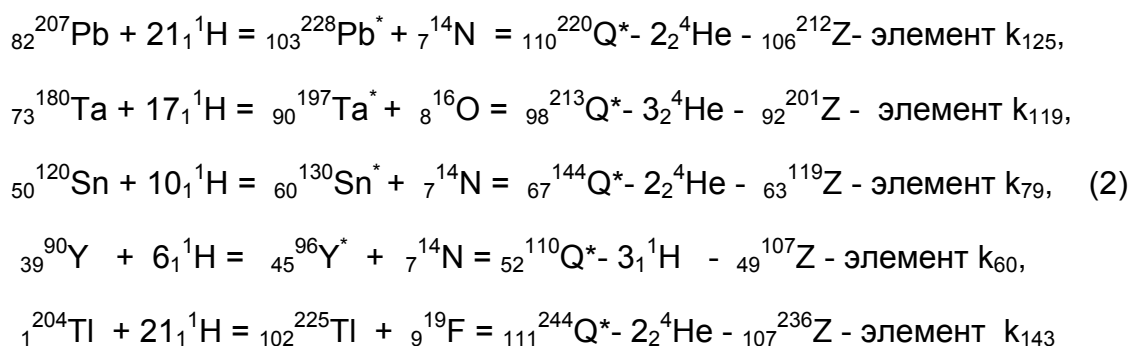 ₈₂²⁰⁷Pb + 21₁¹H = ₁₀₃²²⁸Pb* + ₇¹⁴N = ₁₁₀²²⁰Q*- 2₂⁴He - ₁₀₆²¹²Z- элемент k₁₂₅,
₇₃¹⁸⁰Ta + 17₁¹H = ₉₀¹⁹⁷Ta* + ₈¹⁶O = ₉₈²¹³Q*- 3₂⁴He - ₉₂²⁰¹Z - элемент k₁₁₉,
₅₀¹²⁰Sn + 10₁¹H = ₆₀¹³⁰Sn* + ₇¹⁴N = ₆₇¹⁴⁴Q*- 2₂⁴He - ₆₃¹¹⁹Z - элемент k₇₉, (2)
₃₉⁹⁰Y + 6₁¹H = ₄₅⁹⁶Y* + ₇¹⁴N = ₅₂¹¹⁰Q*- 3₁¹H - ₄₉¹⁰⁷Z - элемент k₆₀,
₁²⁰⁴Tl + 21₁¹H = ₁₀₂²²⁵Tl + ₉¹⁹F = ₁₁₁²⁴⁴Q*- 2₂⁴He - ₁₀₇²³⁶Z - элемент k₁₄₃